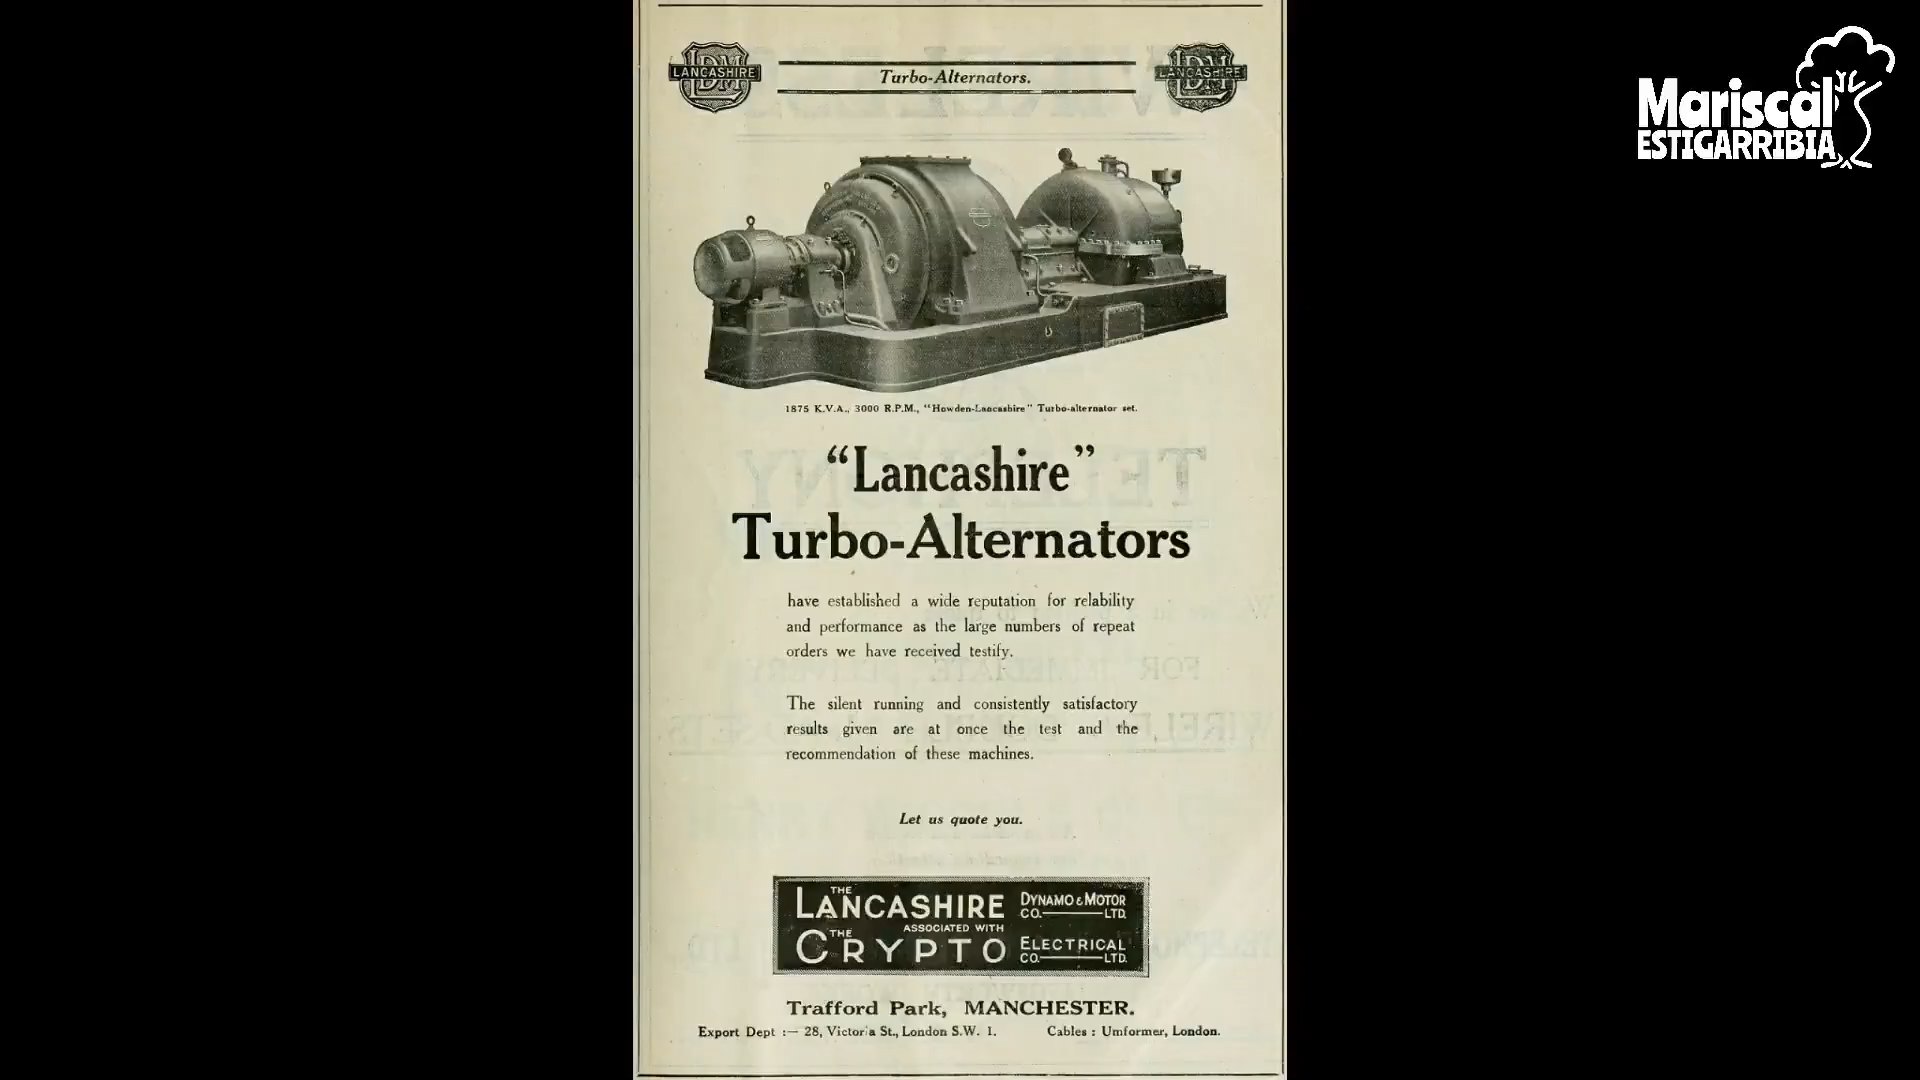 Mariscal
ESTIGARRIBIA
LDM
LANCASHIRE
Turbo-Alternators.
LDM
LANCASHIRE
1875 K.V.A., 3000 R.P.M., “Howden-Lancashire” Turbo-alternator set.
“Lancashire”
Turbo-Alternators
have established a wide reputation for relability
and performance as the large numbers of repeat
orders we have received testify.
The silent running and consistently satisfactory
results given are at once the test and the
recommendation of these machines.
Let us quote you.
THE LANCASHIRE DYNAMO & MOTOR CO. LTD.
ASSOCIATED WITH
THE CRYPTO ELECTRICAL CO. LTD.
Trafford Park, MANCHESTER.
Export Dept :— 28, Victoria St., London S.W. 1. Cables : Umformer, London.